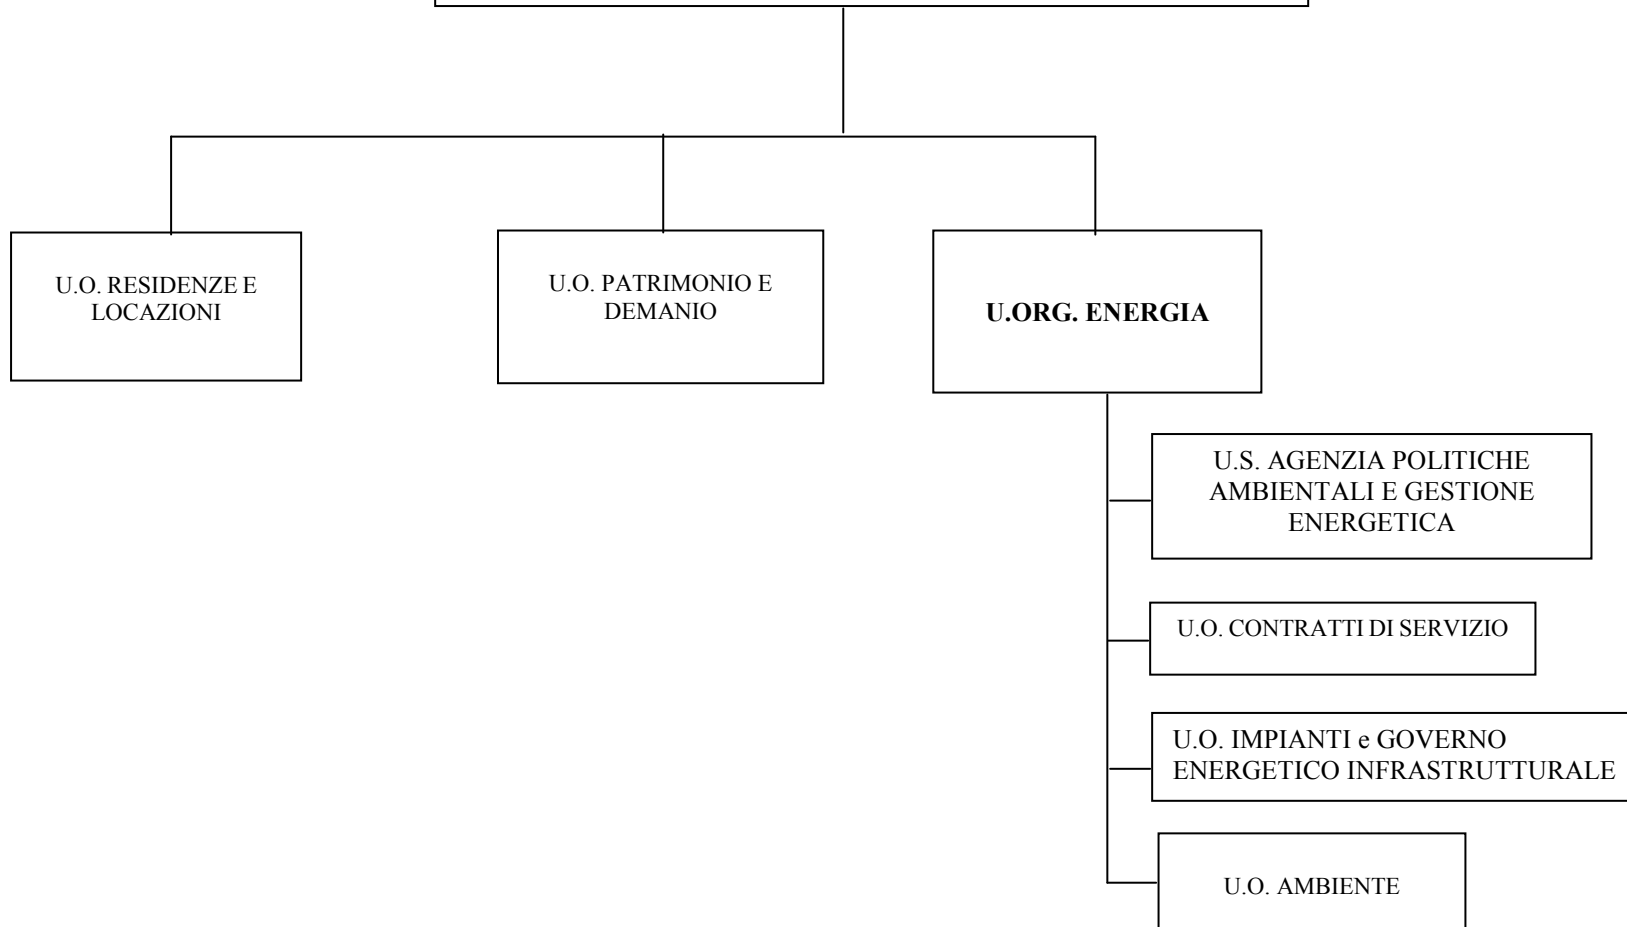 U.O. RESIDENZE E
LOCAZIONI
U.O. PATRIMONIO E
DEMANIO
U.ORG. ENERGIA
U.S. AGENZIA POLITICHE
AMBIENTALI E GESTIONE
ENERGETICA
U.O. CONTRATTI DI SERVIZIO
U.O. IMPIANTI e GOVERNO
ENERGETICO INFRASTRUTTURALE
U.O. AMBIENTE